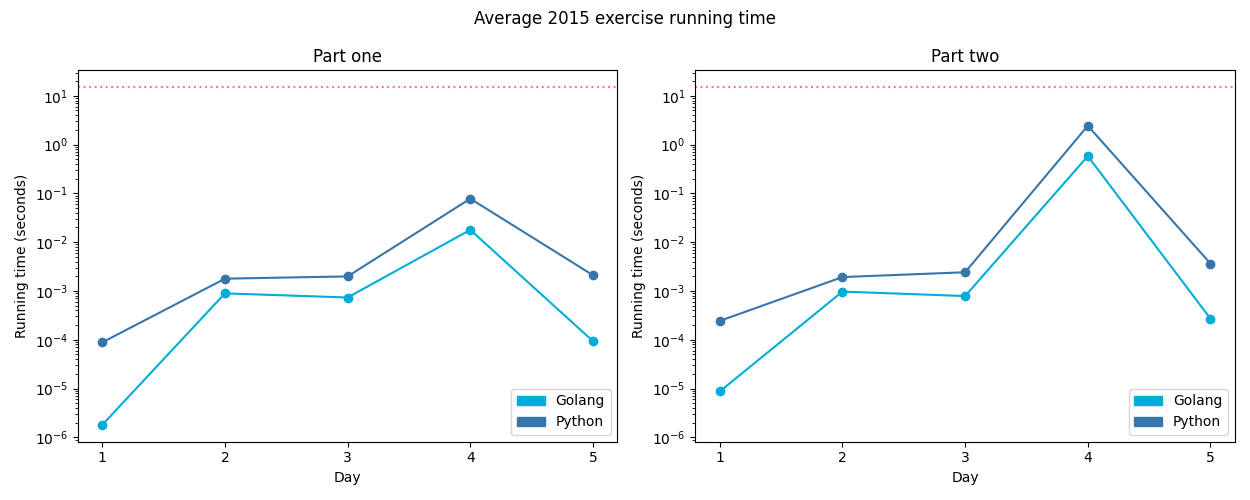 Average 2015 exercise running time
Part one
Running time (seconds)
10¹
10⁰
10⁻¹
10⁻²
10⁻³
10⁻⁴
10⁻⁵
10⁻⁶
1 2 3 4 5
Day
Golang
Python
Part two
Running time (seconds)
10¹
10⁰
10⁻¹
10⁻²
10⁻³
10⁻⁴
10⁻⁵
10⁻⁶
1 2 3 4 5
Day
Golang
Python